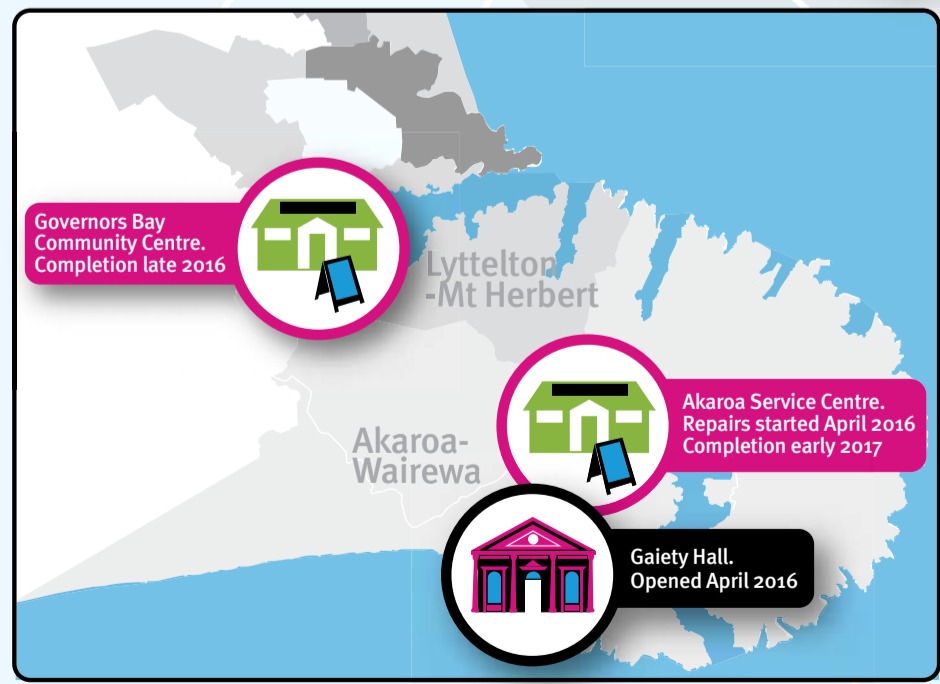 Governors Bay
Community Centre.
Completion late 2016
Lyttelton
-Mt Herbert
Akaroa Service Centre.
Repairs started April 2016
Completion early 2017
Akaroa-
Wairewa
Gaiety Hall.
Opened April 2016